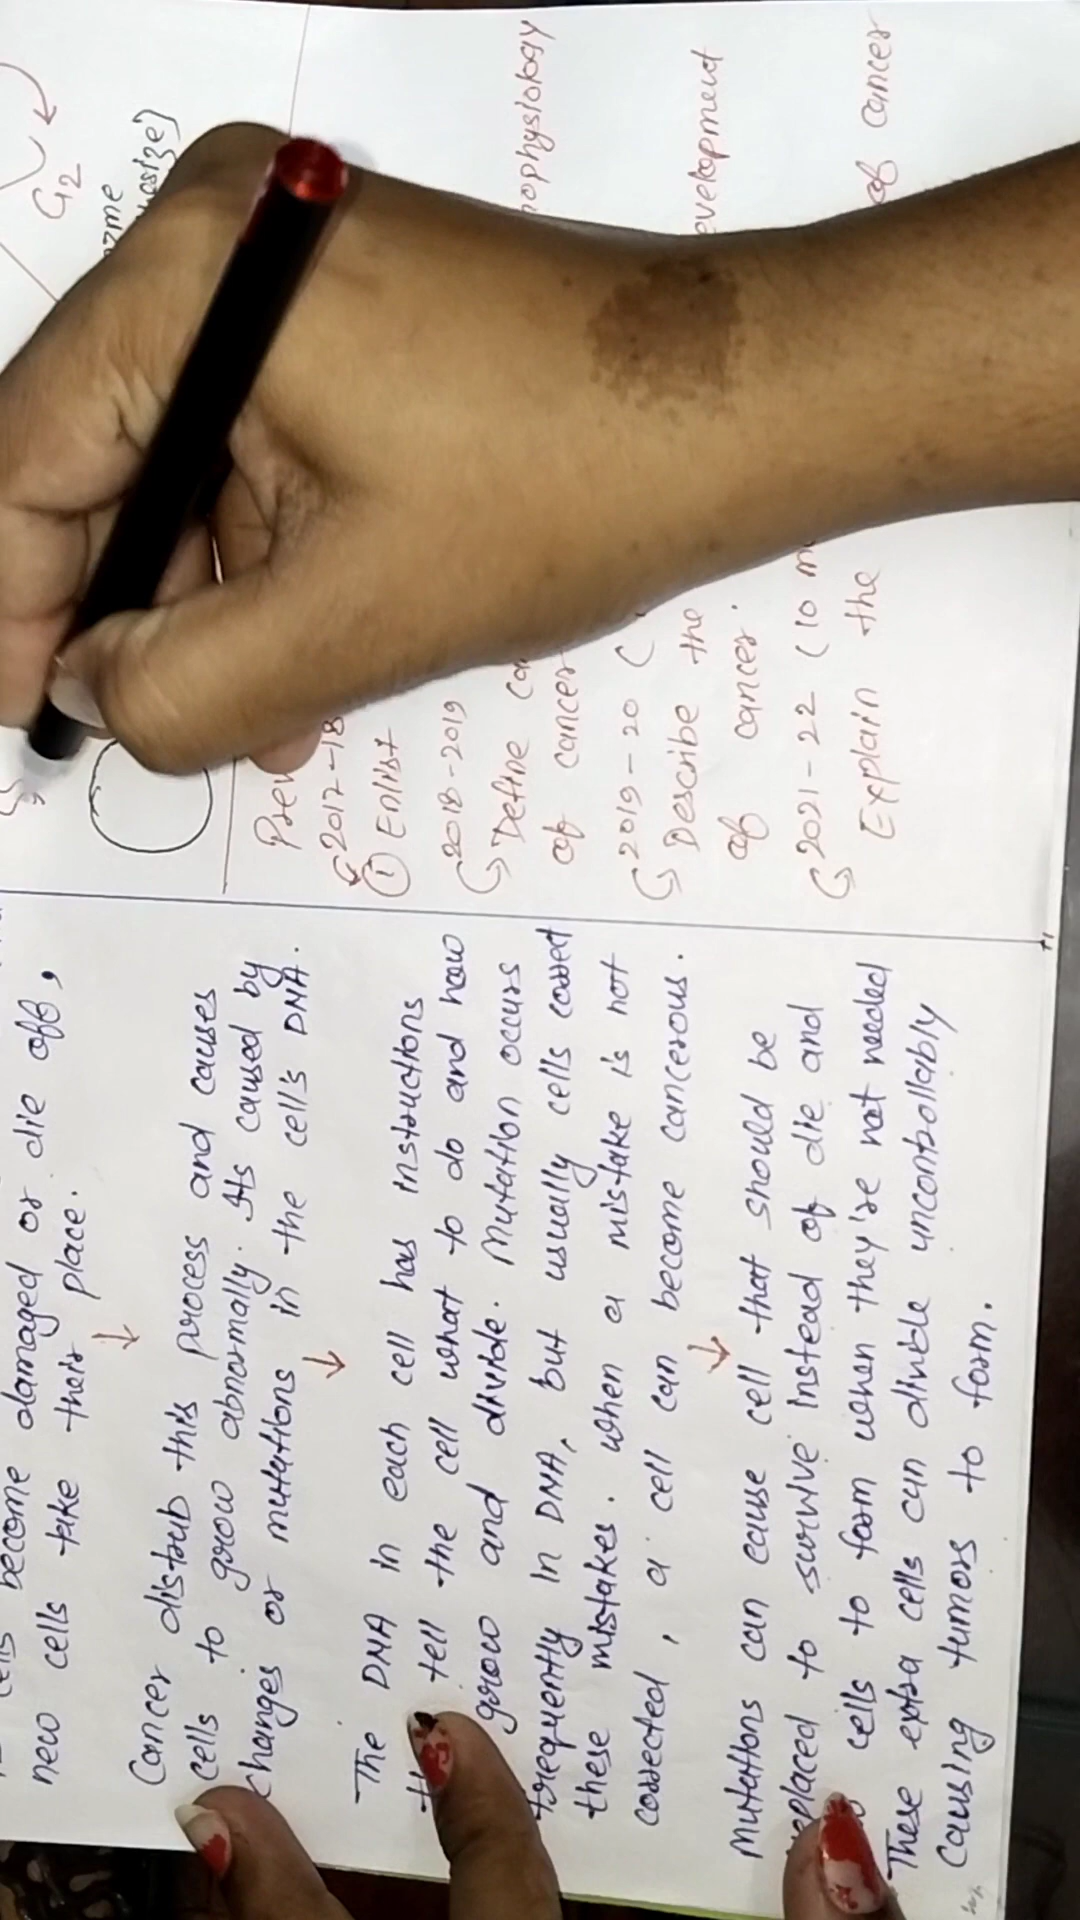 become damaged or die off,
new cells take their place.
↓
Cancer distrub this process and causes
cells to grow abnormally. Its caused by
changes or mutations in the cell's DNA.
↓
The DNA in each cell has instructions
tell the cell what to do and how
grow and divide. Mutation occurs
frequently in DNA, but usually cells correct
these mistakes. when a mistake is not
corrected, a cell can become cancerous.
↓
Mutations can cause cell that should be
replaced to survive instead of die and
cells to form when they're not needed
These extra cells can divide uncontrollably
causing tumors to form.
G2
2017-18
① Enlist
2018-2019
Define
of cancer
2019-20 (
Describe the
of cancer.
2021-22 (10
Explain the of cancer